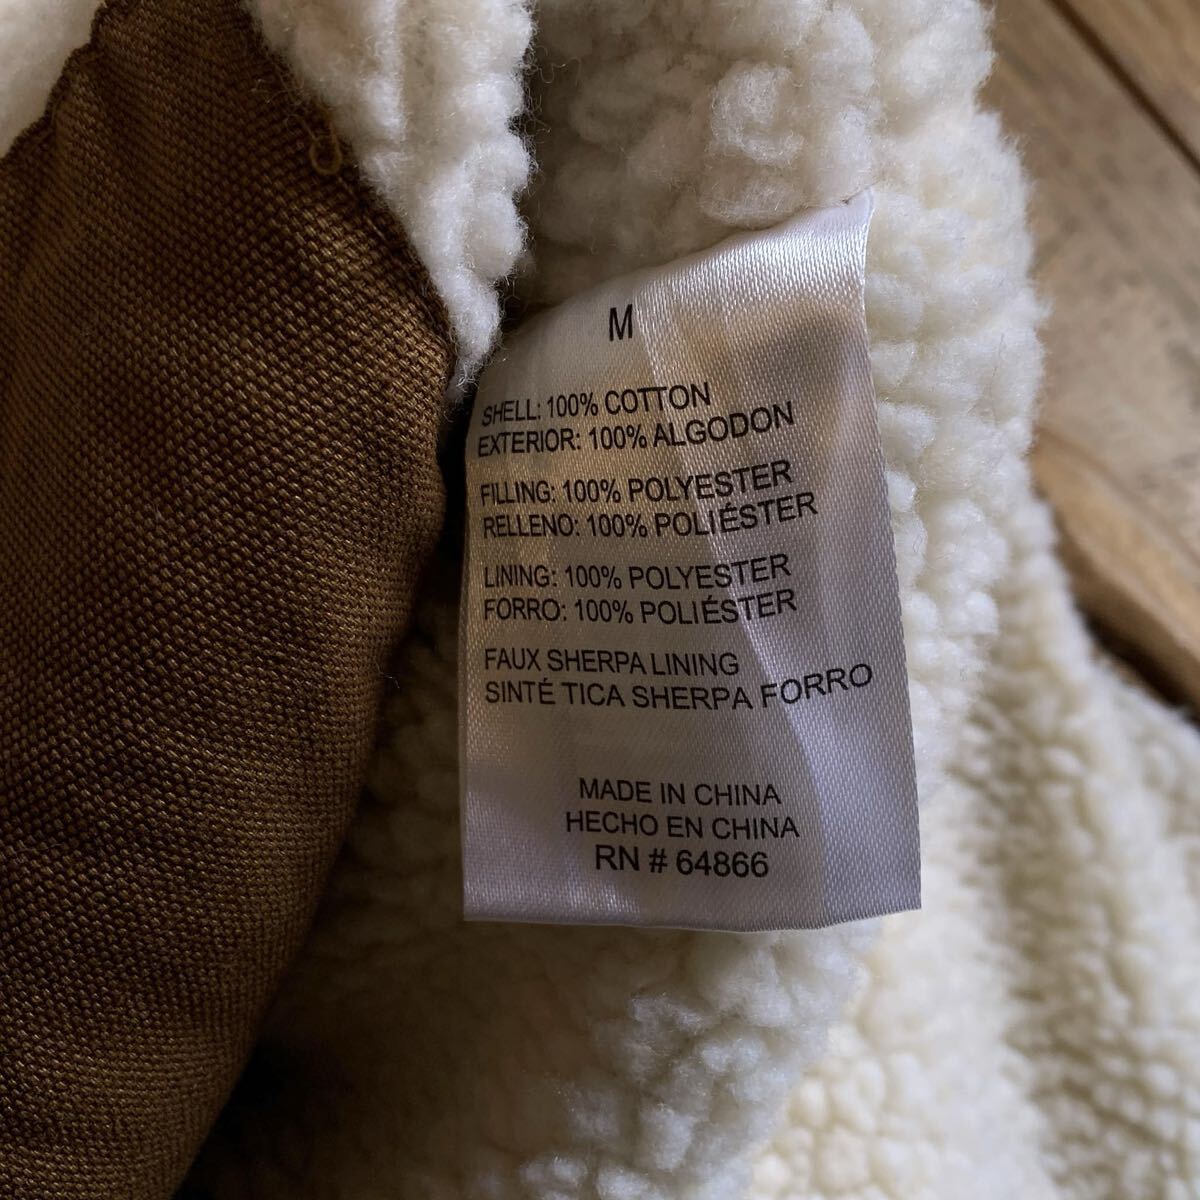 M
SHELL: 100% COTTON
EXTERIOR: 100% ALGODON
FILLING: 100% POLYESTER
RELLENO: 100% POLIÉSTER
LINING: 100% POLYESTER
FORRO: 100% POLIÉSTER
FAUX SHERPA LINING
SINTÉ TICA SHERPA FORRO
MADE IN CHINA
HECHO EN CHINA
RN # 64866